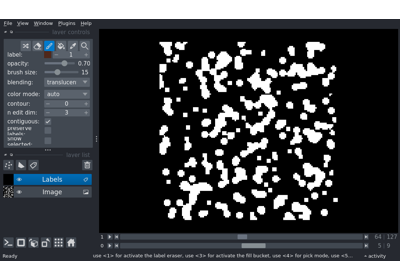 File View Window Plugins Help
layer controls
label: 1
opacity: 0.70
brush size: 15
blending: translucen
color mode: auto
contour: 0
n edit dim: 3
contiguous:
preserve labels:
show selected:
layer list
Labels
Image
1 64 127
0 5 9
Ready use <1> for activate the label eraser, use <3> for activate the fill bucket, use <4> for pick mode, use <5... activity